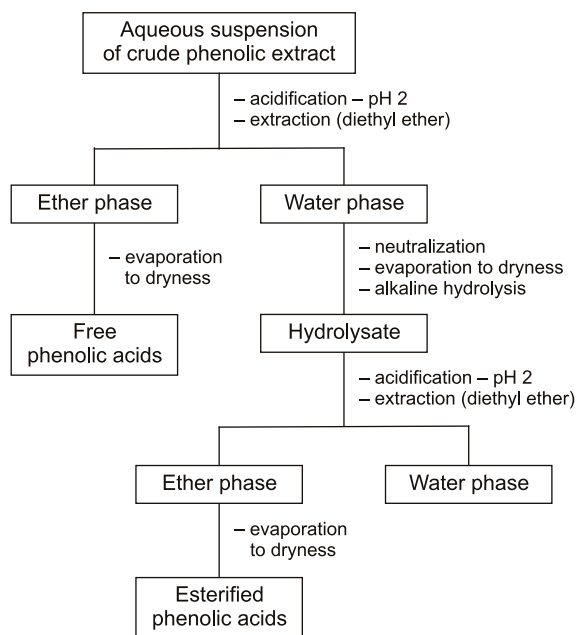 Aqueous suspension
of crude phenolic extract
– acidification – pH 2
– extraction (diethyl ether)
Ether phase
Water phase
– evaporation
to dryness
– neutralization
– evaporation to dryness
– alkaline hydrolysis
Free
phenolic acids
Hydrolysate
– acidification – pH 2
– extraction (diethyl ether)
Ether phase
Water phase
– evaporation
to dryness
Esterified
phenolic acids